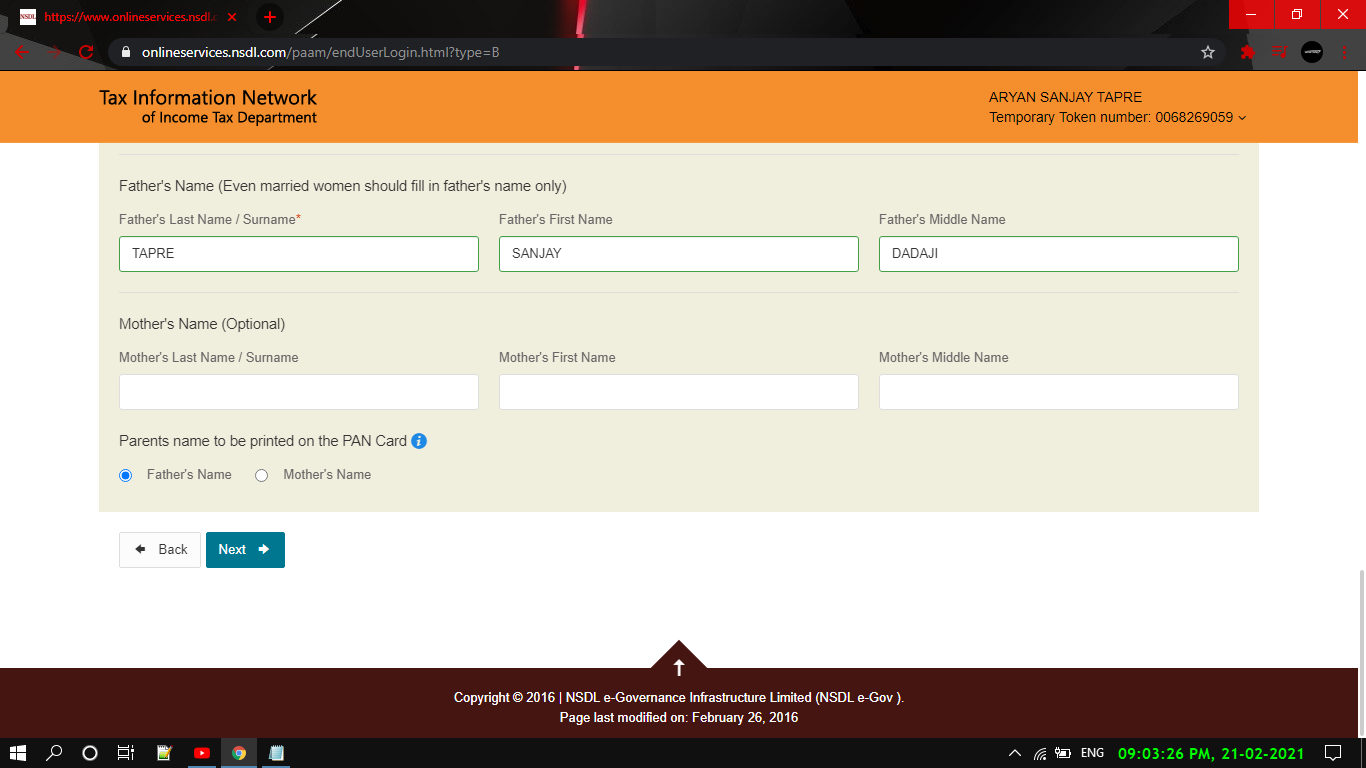 NSDL
https://www.onlineservices.nsdl.c
onlineservices.nsdl.com/paam/endUserLogin.html?type=B
Tax Information Network
of Income Tax Department
ARYAN SANJAY TAPRE
Temporary Token number: 0068269059
Father's Name (Even married women should fill in father's name only)
Father's Last Name / Surname* Father's First Name Father's Middle Name
TAPRE SANJAY DADAJI
Mother's Name (Optional)
Mother's Last Name / Surname Mother's First Name Mother's Middle Name
Parents name to be printed on the PAN Card i
Father's Name Mother's Name
Back Next
Copyright © 2016 | NSDL e-Governance Infrastructure Limited (NSDL e-Gov ).
Page last modified on: February 26, 2016
ENG 09:03:26 PM, 21-02-2021